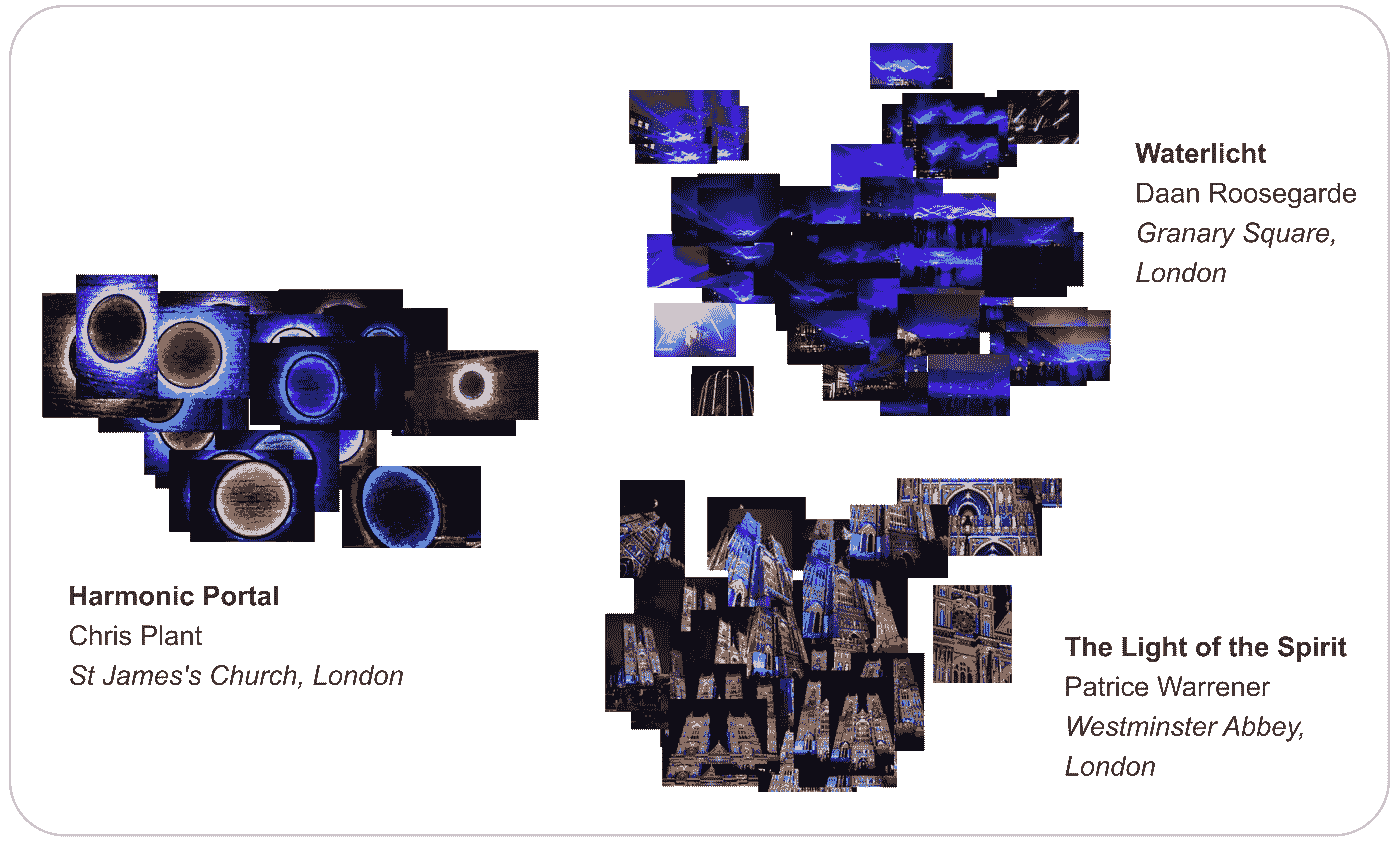 Waterlicht
Daan Roosegarde
Granary Square,
London
Harmonic Portal
Chris Plant
St James's Church, London
The Light of the Spirit
Patrice Warrener
Westminster Abbey,
London